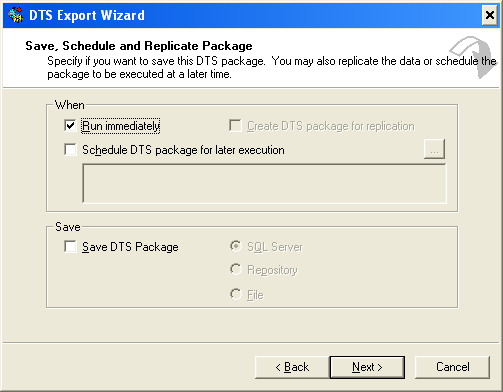 DTS Export Wizard
Save, Schedule and Replicate Package
Specify if you want to save this DTS package. You may also replicate the data or schedule the
package to be executed at a later time.
When
Run immediately
Create DTS package for replication
Schedule DTS package for later execution
...
Save
Save DTS Package
SQL Server
Repository
File
< Back
Next >
Cancel